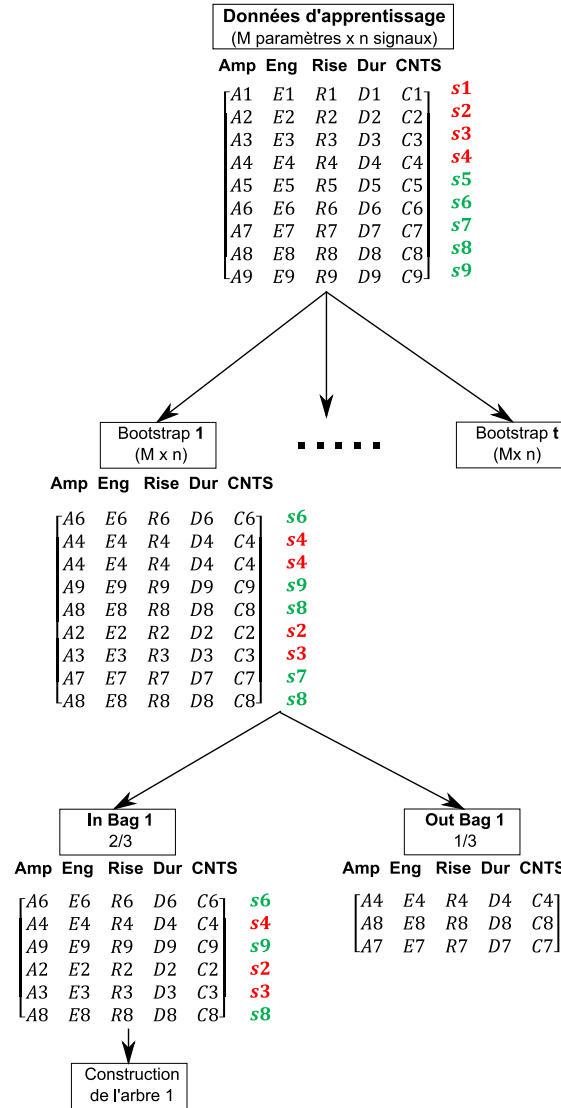 Données d'apprentissage
(M paramètres x n signaux)
Amp Eng Rise Dur CNTS
A1 E1 R1 D1 C1 s1
A2 E2 R2 D2 C2 s2
A3 E3 R3 D3 C3 s3
A4 E4 R4 D4 C4 s4
A5 E5 R5 D5 C5 s5
A6 E6 R6 D6 C6 s6
A7 E7 R7 D7 C7 s7
A8 E8 R8 D8 C8 s8
A9 E9 R9 D9 C9 s9
Bootstrap 1
(M x n)
Bootstrap t
(Mx n)
Amp Eng Rise Dur CNTS
A6 E6 R6 D6 C6 s6
A4 E4 R4 D4 C4 s4
A4 E4 R4 D4 C4 s4
A9 E9 R9 D9 C9 s9
A8 E8 R8 D8 C8 s8
A2 E2 R2 D2 C2 s2
A3 E3 R3 D3 C3 s3
A7 E7 R7 D7 C7 s7
A8 E8 R8 D8 C8 s8
In Bag 1
2/3
Amp Eng Rise Dur CNTS
A6 E6 R6 D6 C6 s6
A4 E4 R4 D4 C4 s4
A9 E9 R9 D9 C9 s9
A2 E2 R2 D2 C2 s2
A3 E3 R3 D3 C3 s3
A8 E8 R8 D8 C8 s8
Construction
de l'arbre 1
Out Bag 1
1/3
Amp Eng Rise Dur CNTS
A4 E4 R4 D4 C4
A8 E8 R8 D8 C8
A7 E7 R7 D7 C7